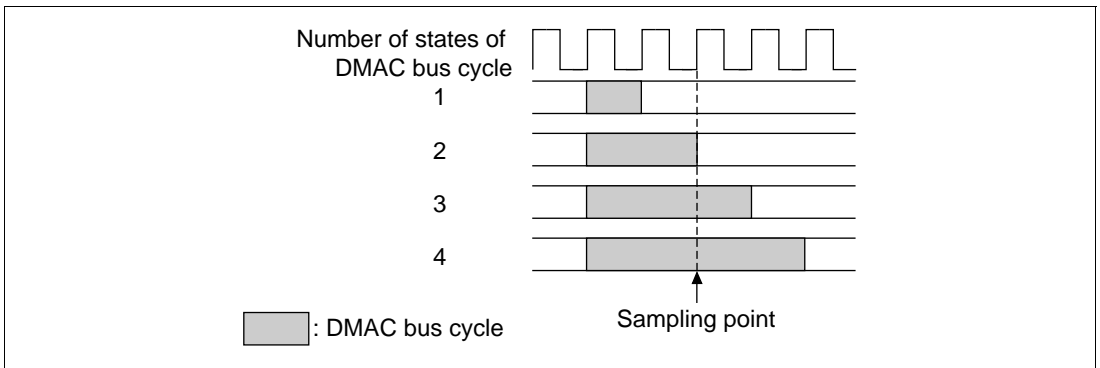 Number of states of
DMAC bus cycle
1
2
3
4
Sampling point
: DMAC bus cycle